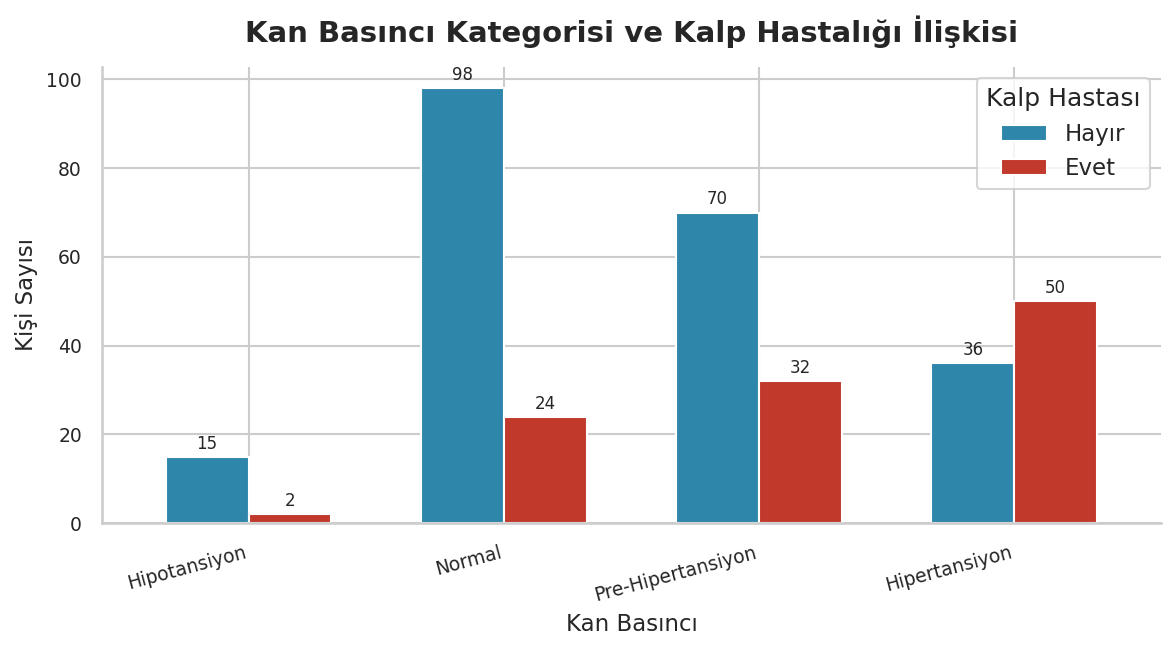 Kan Basıncı Kategorisi ve Kalp Hastalığı İlişkisi
Kalp Hastası
Hayır
Evet
Kişi Sayısı
100
80
60
40
20
0
15
2
98
24
70
32
36
50
Hipotansiyon
Normal
Pre-Hipertansiyon
Hipertansiyon
Kan Basıncı